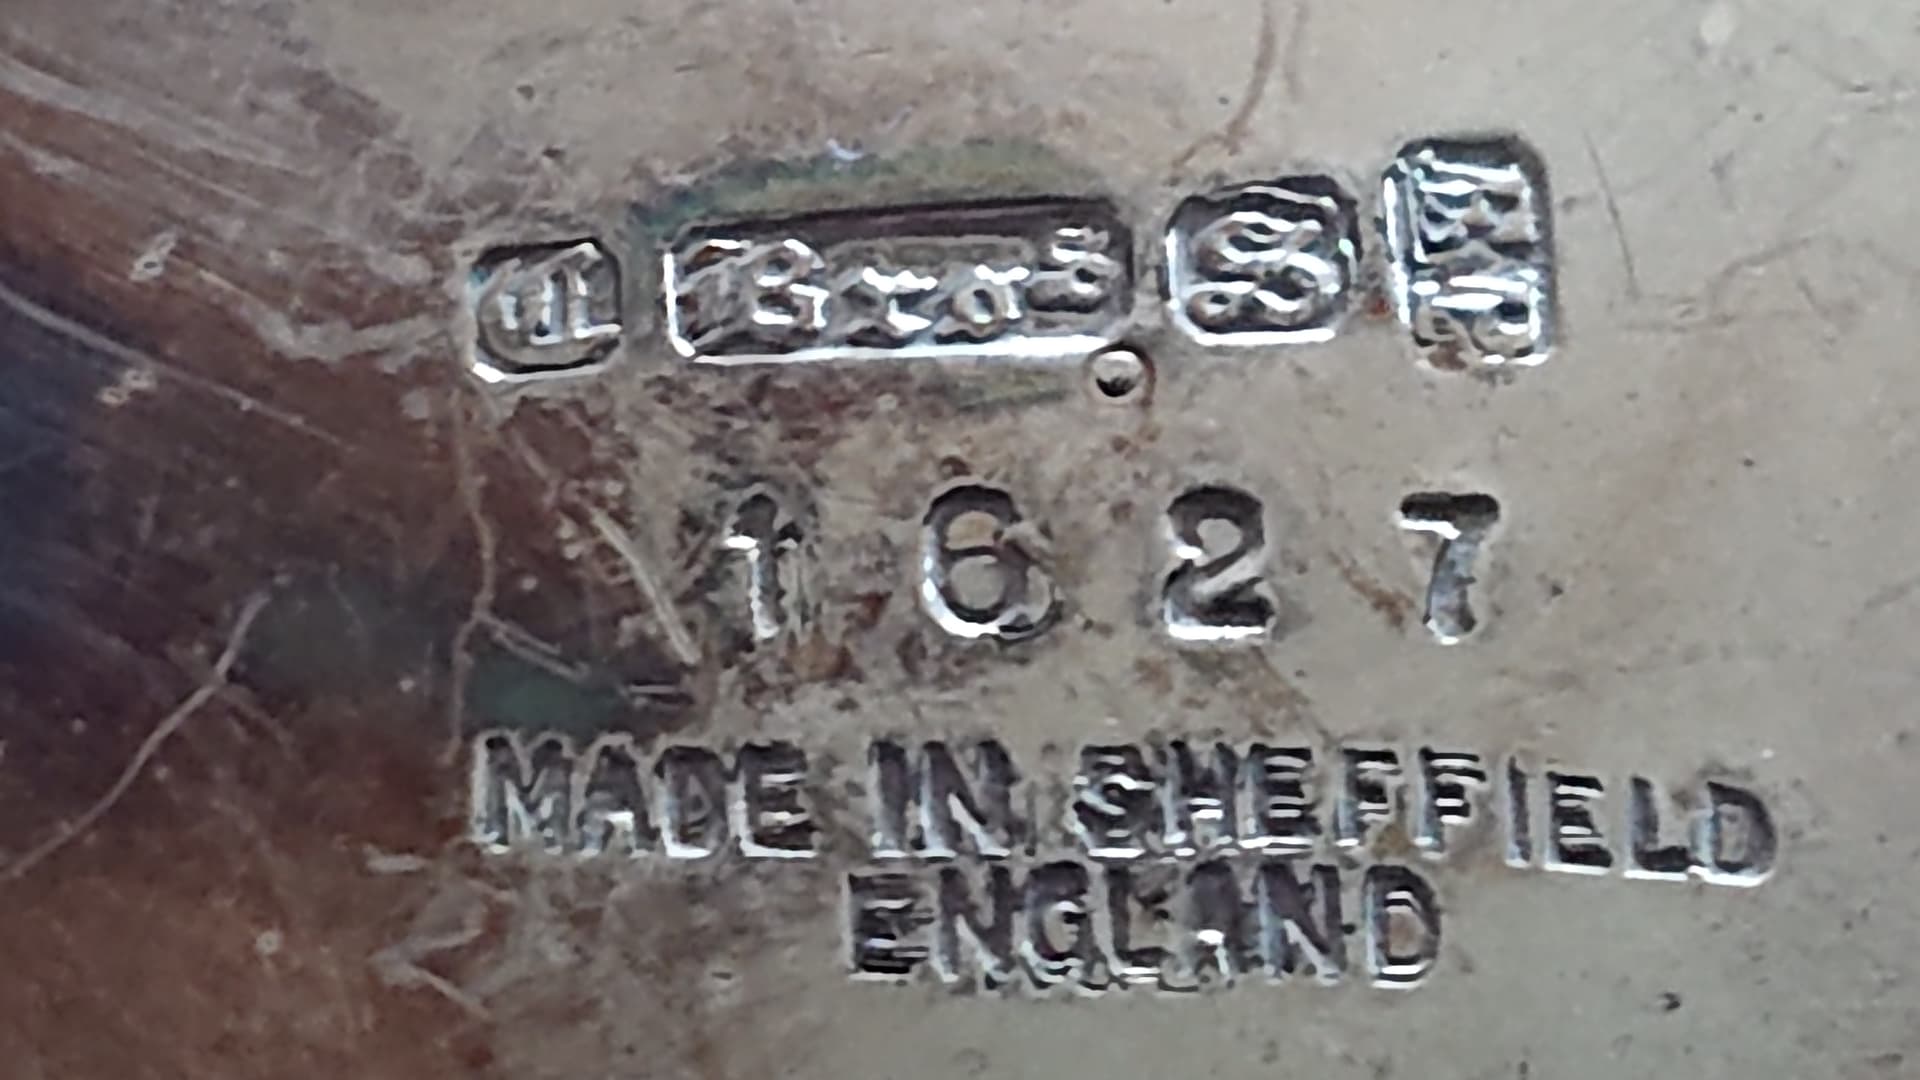 Bros S
1627
MADE IN SHEFFIELD
ENGLAND